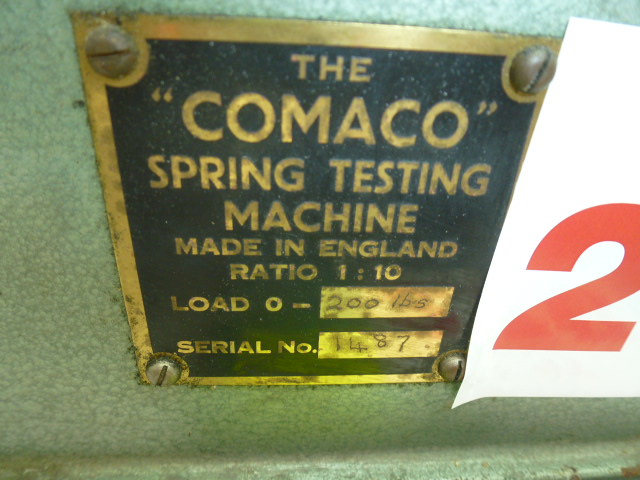 THE
"COMACO"
SPRING TESTING
MACHINE
MADE IN ENGLAND
RATIO 1:10
LOAD 0 - 200 lbs
SERIAL No. 1487
2